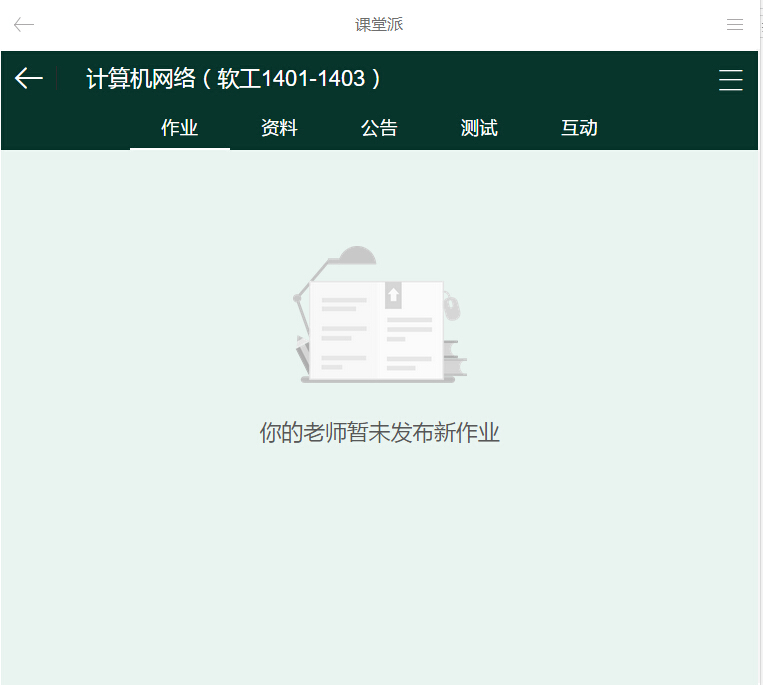 课堂派
计算机网络（软工1401-1403）
作业 资料 公告 测试 互动
你的老师暂未发布新作业